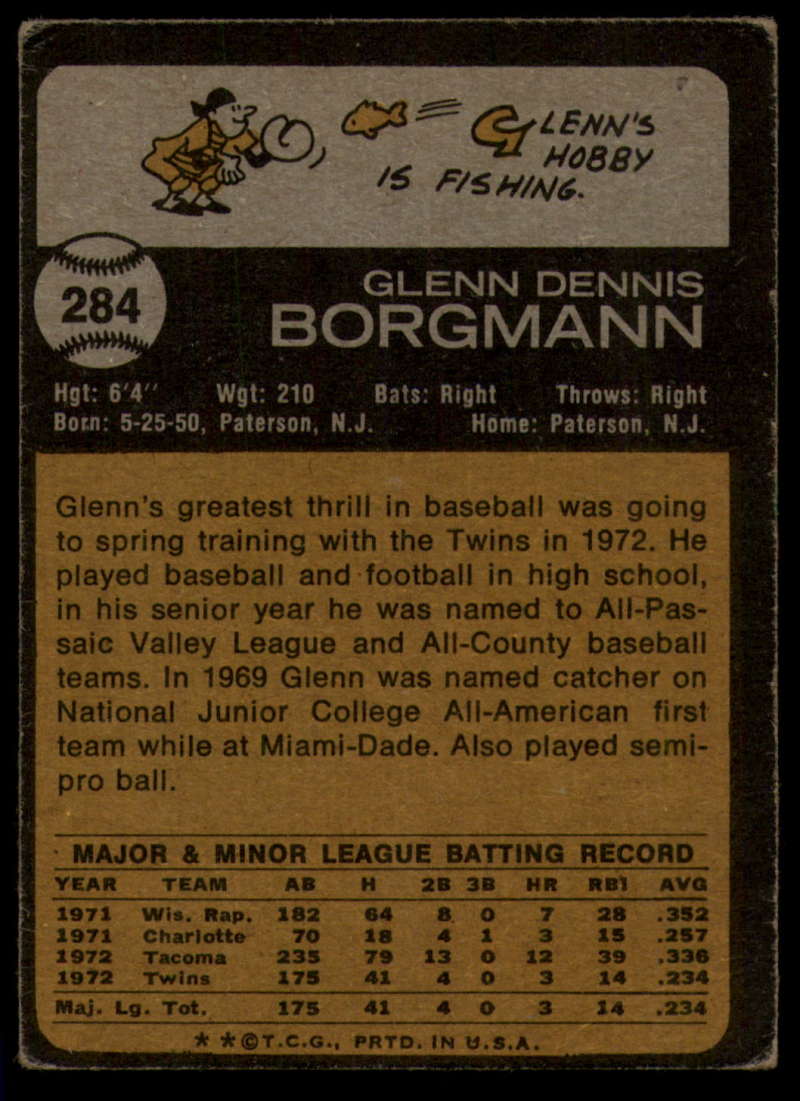 GLENN'S
HOBBY
IS FISHING.
284
GLENN DENNIS
BORGMANN
Hgt: 6'4" Wgt: 210 Bats: Right Throws: Right
Born: 5-25-50, Paterson, N.J. Home: Paterson, N.J.
Glenn's greatest thrill in baseball was going
to spring training with the Twins in 1972. He
played baseball and football in high school,
in his senior year he was named to All-Pas-
saic Valley League and All-County baseball
teams. In 1969 Glenn was named catcher on
National Junior College All-American first
team while at Miami-Dade. Also played semi-
pro ball.
MAJOR & MINOR LEAGUE BATTING RECORD
YEAR TEAM AB H 2B 3B HR RBI AVG
1971 Wis. Rap. 182 64 8 0 7 28 .352
1971 Charlotte 70 18 4 1 3 15 .257
1972 Tacoma 235 79 13 0 12 39 .336
1972 Twins 175 41 4 0 3 14 .234
Maj. Lg. Tot. 175 41 4 0 3 14 .234
* *©T.C.G., PRTD. IN U.S.A.